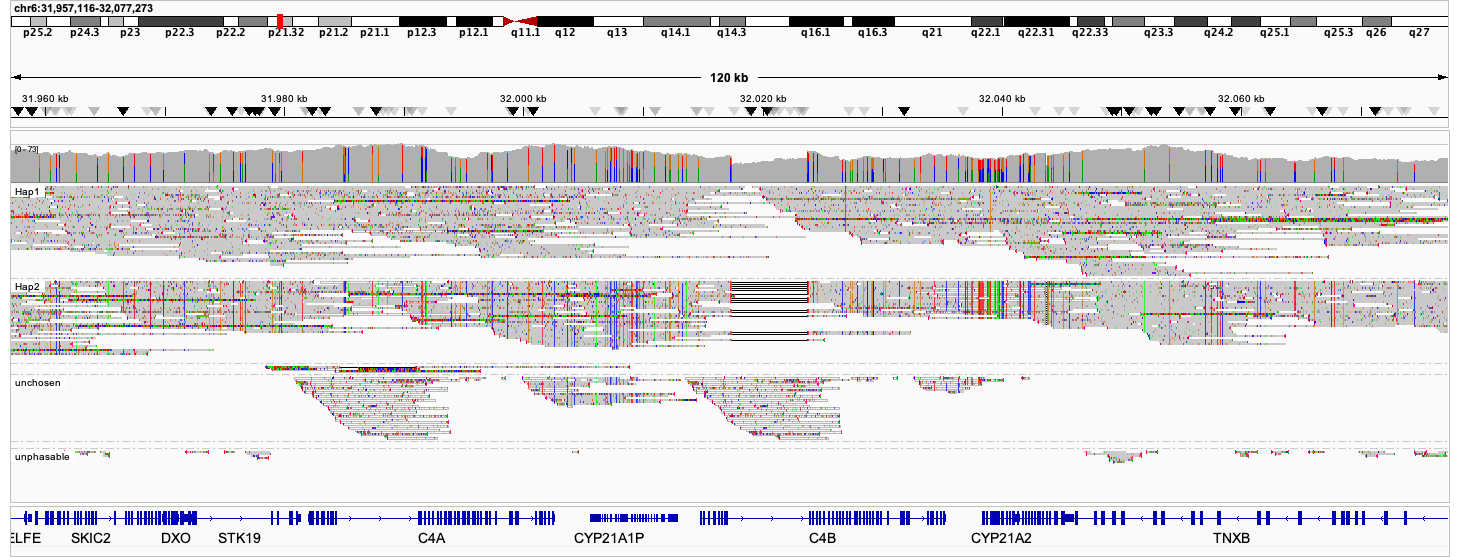 chr6:31,957,116-32,077,273
p25.2 p24.3 p23 p22.3 p22.2 p21.32 p21.2 p21.1 p12.3 p12.1 q11.1 q12 q13 q14.1 q14.3 q16.1 q16.3 q21 q22.1 q22.31 q22.33 q23.3 q24.2 q25.1 q25.3 q26 q27
120 kb
31.960 kb 31.980 kb 32.000 kb 32.020 kb 32.040 kb 32.060 kb
[0 - 73]
Hap1
Hap2
unchosen
unphasable
ELFE SKIC2 DXO STK19 C4A CYP21A1P C4B CYP21A2 TNXB